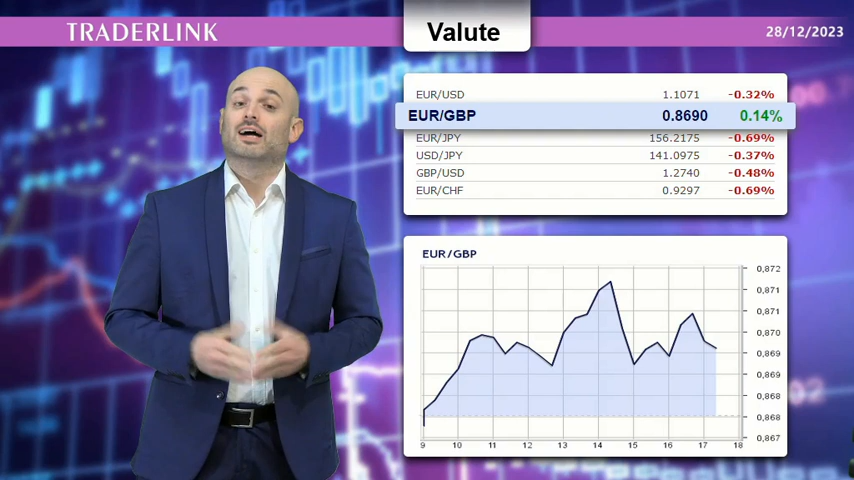 TRADERLINK
Valute
28/12/2023
EUR/USD 1.1071 -0.32%
EUR/GBP 0.8690 0.14%
EUR/JPY 156.2175 -0.69%
USD/JPY 141.0975 -0.37%
GBP/USD 1.2740 -0.48%
EUR/CHF 0.9297 -0.69%
EUR/GBP
0,872
0,871
0,871
0,870
0,869
0,869
0,868
0,868
0,867
9 10 11 12 13 14 15 16 17 18